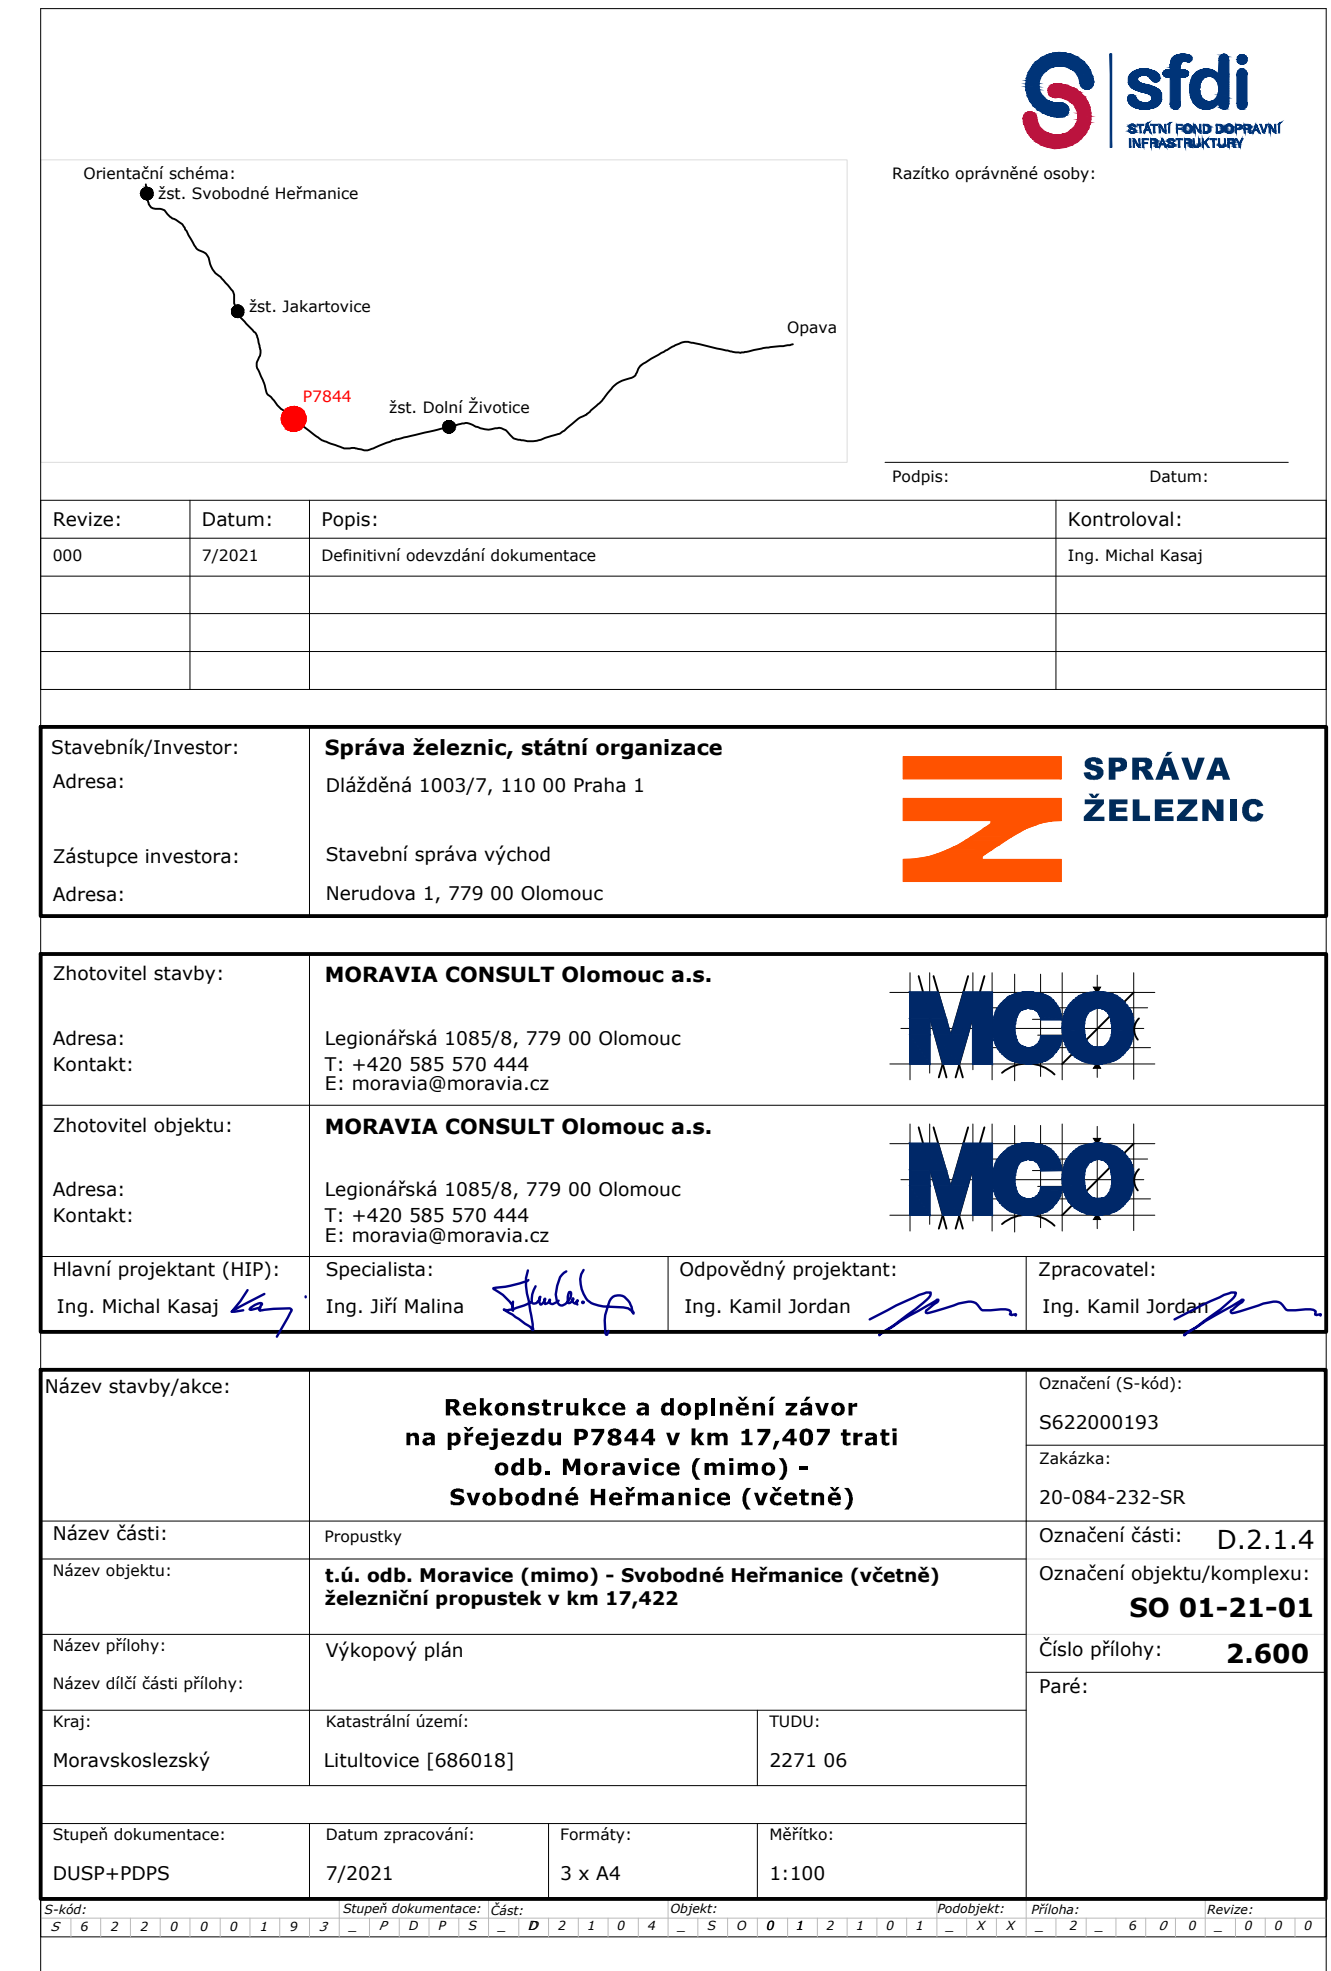 sfdi
STÁTNÍ FOND DOPRAVNÍ
INFRASTRUKTURY
Orientační schéma:
žst. Svobodné Heřmanice
žst. Jakartovice
Opava
P7844
žst. Dolní Životice
Razítko oprávněné osoby:
Podpis: Datum:
Revize: Datum: Popis: Kontroloval:
000 7/2021 Definitivní odevzdání dokumentace Ing. Michal Kasaj
Stavebník/Investor: Správa železnic, státní organizace
Adresa: Dlážděná 1003/7, 110 00 Praha 1
SPRÁVA
ŽELEZNIC
Zástupce investora: Stavební správa východ
Adresa: Nerudova 1, 779 00 Olomouc
Zhotovitel stavby: MORAVIA CONSULT Olomouc a.s.
MCO
Adresa: Legionářská 1085/8, 779 00 Olomouc
Kontakt: T: +420 585 570 444
E: moravia@moravia.cz
Zhotovitel objektu: MORAVIA CONSULT Olomouc a.s.
MCO
Adresa: Legionářská 1085/8, 779 00 Olomouc
Kontakt: T: +420 585 570 444
E: moravia@moravia.cz
Hlavní projektant (HIP): Specialista: Odpovědný projektant: Zpracovatel:
Ing. Michal Kasaj Ing. Jiří Malina Ing. Kamil Jordan Ing. Kamil Jordan
Název stavby/akce:
Rekonstrukce a doplnění závor
na přejezdu P7844 v km 17,407 trati
odb. Moravice (mimo) -
Svobodné Heřmanice (včetně)
Označení (S-kód):
S622000193
Zakázka:
20-084-232-SR
Název části: Propustky Označení části: D.2.1.4
Název objektu: t.ú. odb. Moravice (mimo) - Svobodné Heřmanice (včetně)
železniční propustek v km 17,422
Označení objektu/komplexu:
SO 01-21-01
Název přílohy: Výkopový plán Číslo přílohy: 2.600
Název dílčí části přílohy:
Paré:
Kraj: Katastrální území: TUDU:
Moravskoslezský Litultovice [686018] 2271 06
Stupeň dokumentace: Datum zpracování: Formáty: Měřítko:
DUSP+PDPS 7/2021 3 x A4 1:100
S-kód: Stupeň dokumentace: Část: Objekt: Podobjekt: Příloha: Revize:
S 6 2 2 0 0 0 1 9 3 _ P D P S _ D 2 1 0 4 _ S O 0 1 2 1 0 1 _ X X _ 2 _ 6 0 0 _ 0 0 0